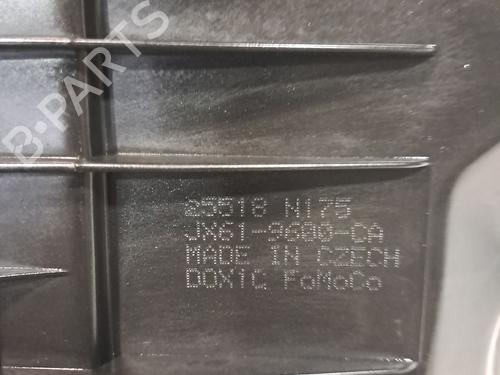 B-PARTS
25518 N175
JX61-9600-CA
MADE IN CZECH
DOX1C FoMoCo